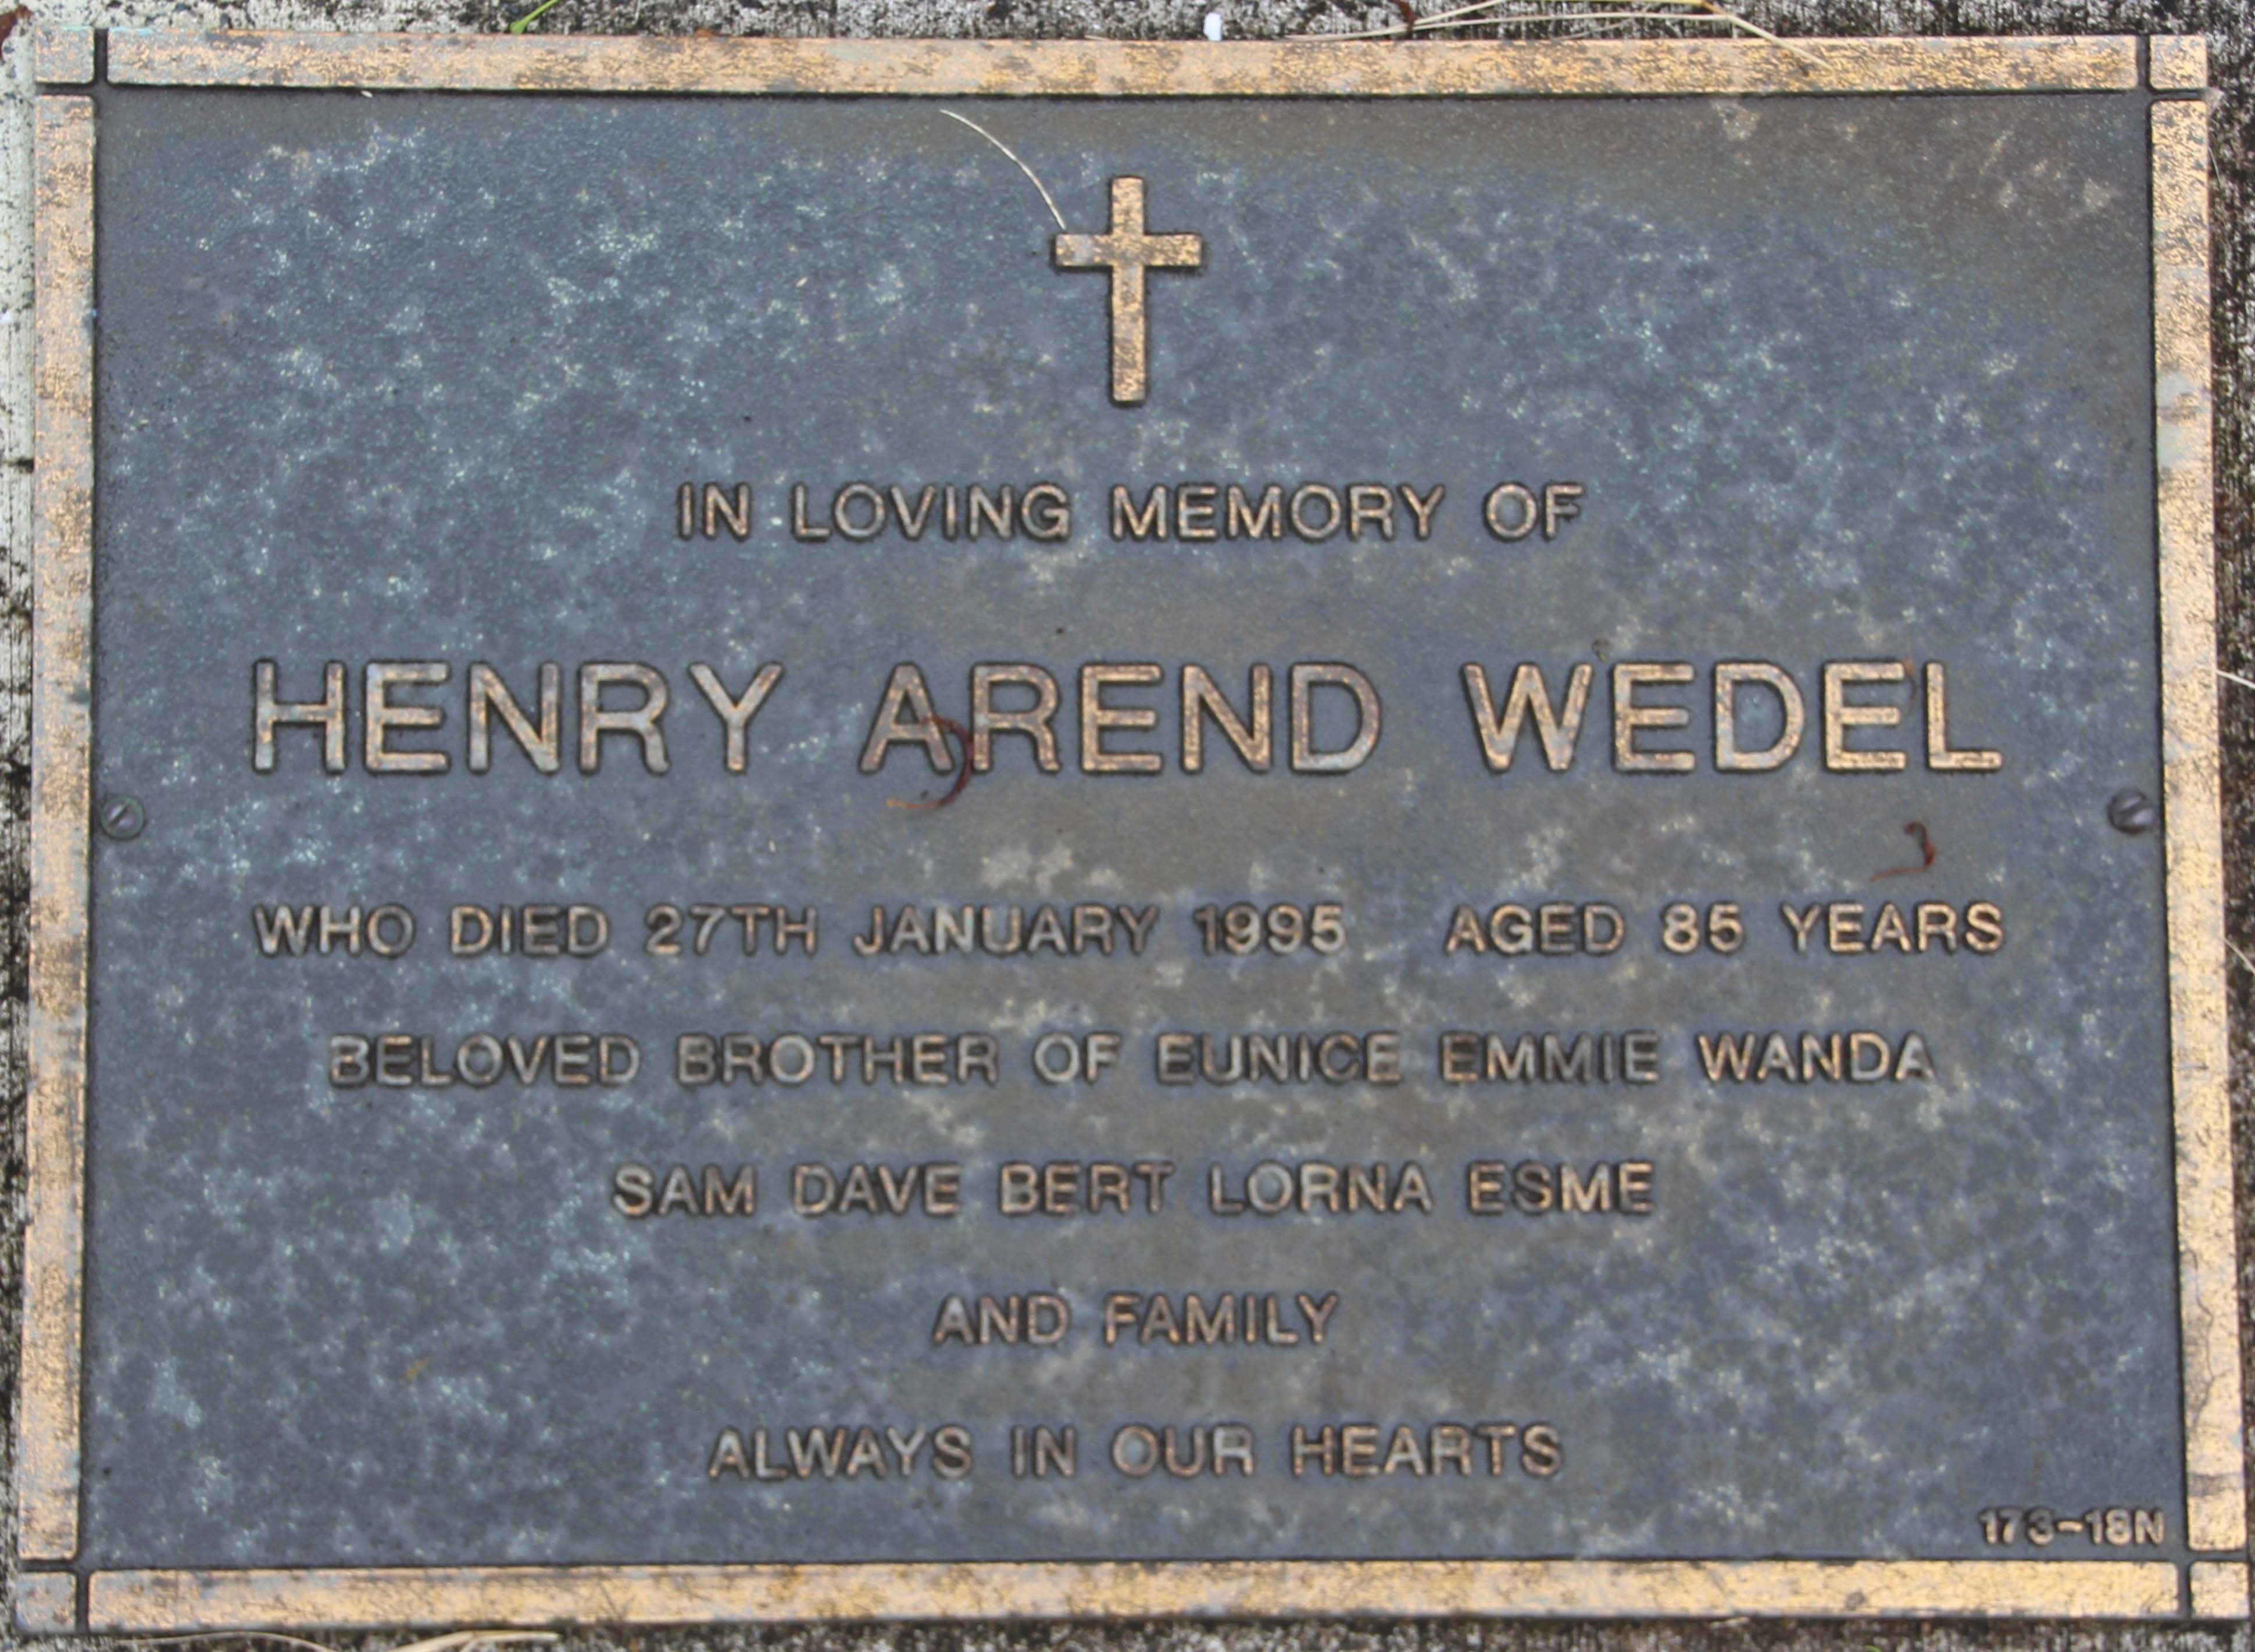 IN LOVING MEMORY OF
HENRY AREND WEDEL
WHO DIED 27TH JANUARY 1995 AGED 85 YEARS
BELOVED BROTHER OF EUNICE EMMIE WANDA
SAM DAVE BERT LORNA ESME
AND FAMILY
ALWAYS IN OUR HEARTS
173-18N